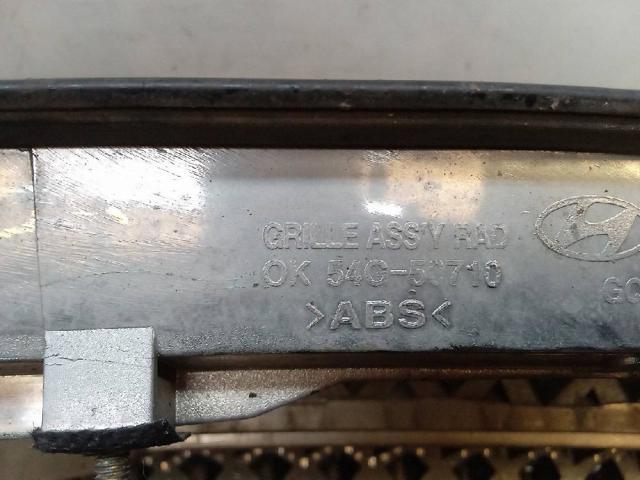 GRILLE ASS'Y RAD
OK 54C-
>ABS<